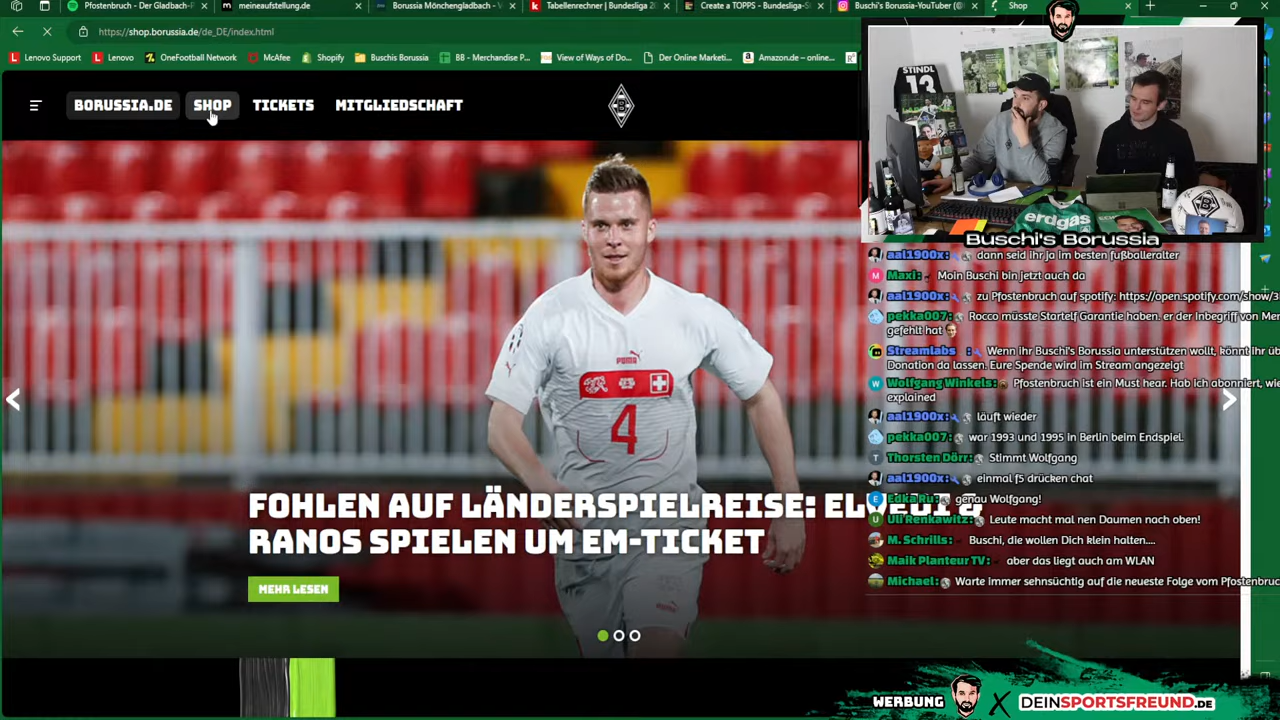 Pfostenbruch - Der Gladbach-F
meineaufstellung.de
Borussia Mönchengladbach - V
Tabellenrechner | Bundesliga 2
Create a TOPPS - Bundesliga-S
Buschi's Borussia-YouTuber (@
Shop
https://shop.borussia.de/de_DE/index.html
Lenovo Support
Lenovo
OneFootball Network
McAfee
Shopify
Buschis Borussia
BB - Merchandise P...
View of Ways of Do...
Der Online Marketi...
Amazon.de – online...
BORUSSIA.DE
SHOP
TICKETS
MITGLIEDSCHAFT
STINDL
13
erdgas
Buschi's Borussia
aal1900x: dann seid ihr ja im besten fußballeralter
Maxi: Moin Buschi bin jetzt auch da
aal1900x: zu Pfostenbruch auf spotify: https://open.spotify.com/show/3
pekka007: Rocco müsste Startelf Garantie haben. er der Inbegriff von Men
gefehlt hat
Streamlabs : Wenn ihr Buschi's Borussia unterstützen wollt, könnt ihr üb
Donation da lassen. Eure Spende wird im Stream angezeigt
Wolfgang Winkels: Pfostenbruch ist ein Must hear. Hab ich abonniert, wie
explained
aal1900x: läuft wieder
pekka007: war 1993 und 1995 in Berlin beim Endspiel.
Thorsten Dörr: Stimmt Wolfgang
aal1900x: einmal f5 drücken chat
Edka Ru: genau Wolfgang!
Uli Renkawitz: Leute macht mal nen Daumen nach oben!
M. Schrills: Buschi, die wollen Dich klein halten....
Maik Planteur TV: aber das liegt auch am WLAN
Michael: Warte immer sehnsüchtig auf die neueste Folge vom Pfostenbruc
PUMA
4
FOHLEN AUF LÄNDERSPIELREISE: ELVEDI &
RANOS SPIELEN UM EM-TICKET
MEHR LESEN
WERBUNG
X
DEINSPORTSFREUND.DE